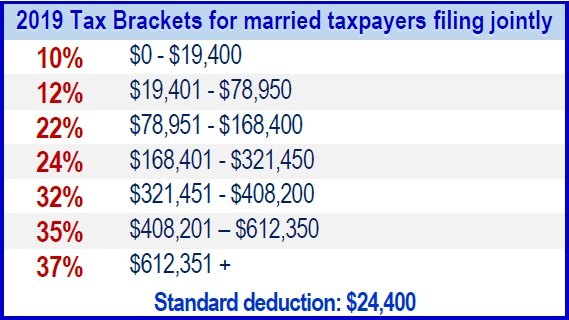 2019 Tax Brackets for married taxpayers filing jointly
10% $0 - $19,400
12% $19,401 - $78,950
22% $78,951 - $168,400
24% $168,401 - $321,450
32% $321,451 - $408,200
35% $408,201 – $612,350
37% $612,351 +
Standard deduction: $24,400